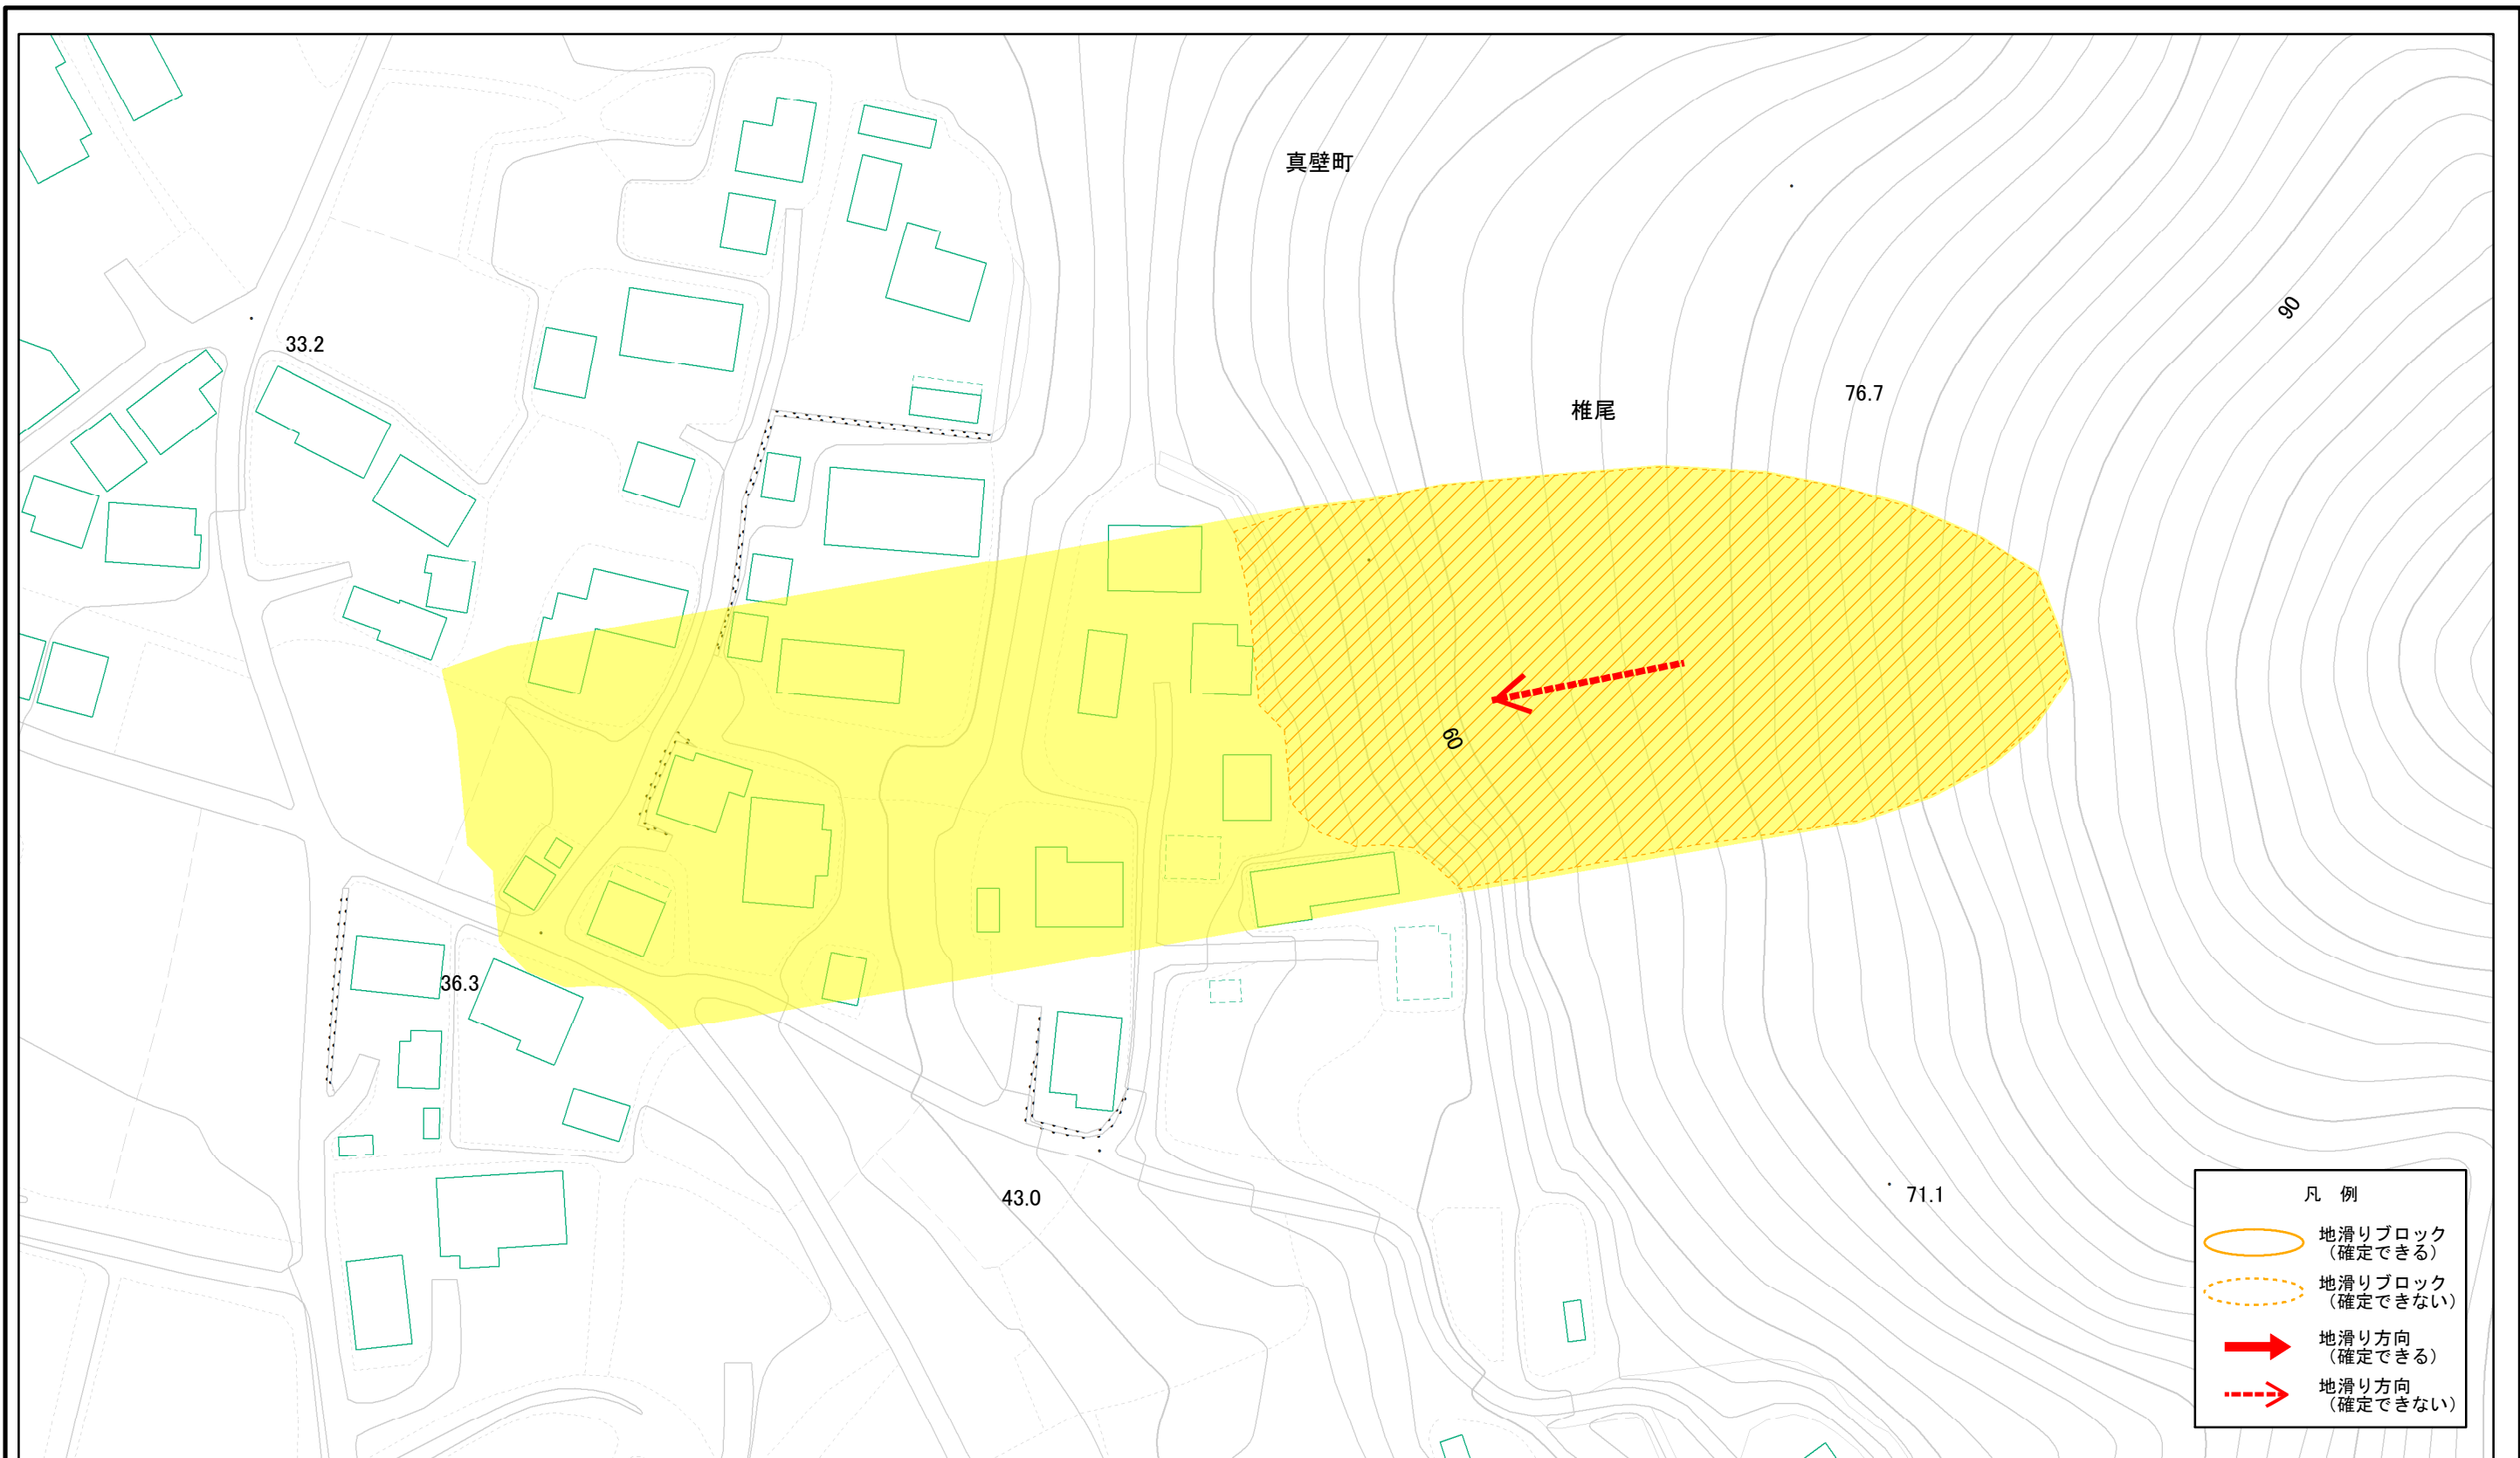 真壁町
90
33.2
76.7
椎尾
60
36.3
43.0
71.1
凡 例
地滑りブロック
（確定できる）
地滑りブロック
（確定できない）
地滑り方向
（確定できる）
地滑り方向
（確定できない）